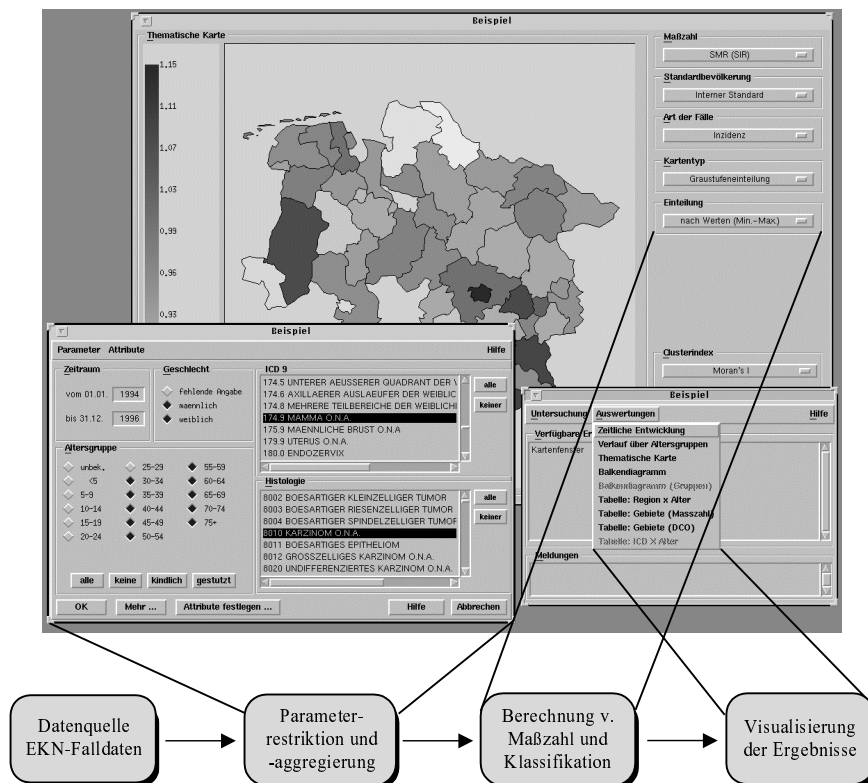 Beispiel
Thematische Karte
1.15
1.11
1.07
1.03
0.99
0.96
0.93
Maßzahl
SMR (SIR)
Standardbevölkerung
Interner Standard
Art der Fälle
Inzidenz
Kartentyp
Graustufeneinteilung
Einteilung
nach Werten (Min.-Max.)
Clusterindex
Moran's I
Beispiel
Parameter Attribute Hilfe
Zeitraum
vom 01.01. 1994
bis 31.12. 1996
Geschlecht
fehlende Angabe
maennlich
weiblich
Altersgruppe
unbek. 25-29 55-59
<5 30-34 60-64
5-9 35-39 65-69
10-14 40-44 70-74
15-19 45-49 75+
20-24 50-54
alle keine kindlich gestutzt
ICD 9
174.5 UNTERER AEUSSERER QUADRANT DER
174.6 AXILLAERER AUSLAEUFER DER WEIBLIC
174.8 MEHRERE TEILBEREICHE DER WEIBLICH
174.9 MAMMA O.N.A.
175.9 MAENNLICHE BRUST O.N.A
179.9 UTERUS O.N.A.
180.0 ENDOZERVIX
alle
keiner
Histologie
8002 BOESARTIGER KLEINZELLIGER TUMOR
8003 BOESARTIGER RIESENZELLIGER TUMOR
8004 BOESARTIGER SPINDELZELLIGER TUMOR
8010 KARZINOM O.N.A.
8011 BOESARTIGES EPITHELIOM
8012 GROSSZELLIGES KARZINOM O.N.A.
8020 UNDIFFERENZIERTES KARZINOM O.N.A.
alle
keiner
OK Mehr ... Attribute festlegen ... Hilfe Abbrechen
Beispiel
Untersuchung Auswertungen Hilfe
Verfügbare Er
Kartenfenster
Zeitliche Entwicklung
Verlauf über Altersgruppen
Thematische Karte
Balkendiagramm
Balkendiagramm (Gruppen)
Tabelle: Region x Alter
Tabelle: Gebiete (Masszahl)
Tabelle: Gebiete (DCO)
Tabelle: ICD X Alter
Meldungen
Datenquelle
EKN-Falldaten
Parameter-
restriktion und
-aggregierung
Berechnung v.
Maßzahl und
Klassifikation
Visualisierung
der Ergebnisse